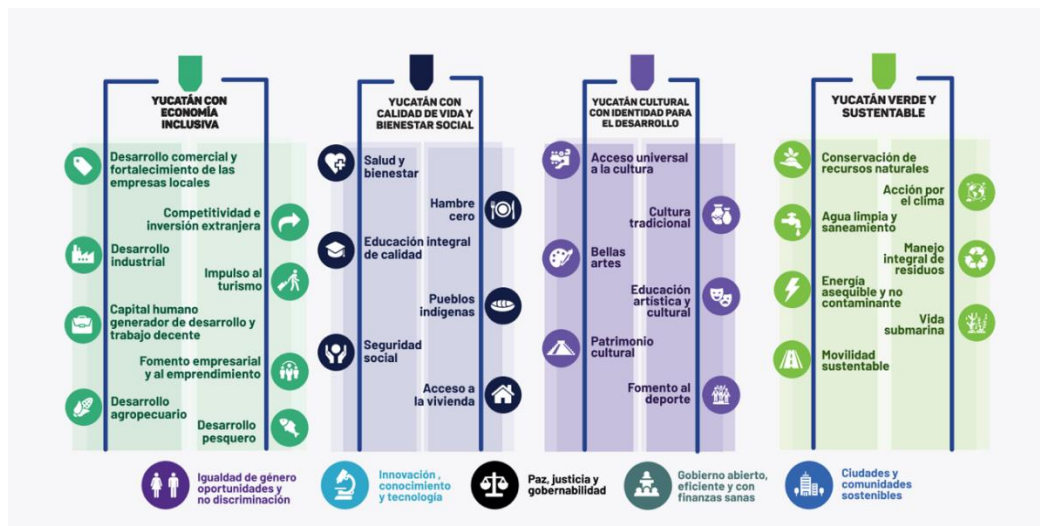 YUCATÁN CON
ECONOMÍA
INCLUSIVA
Desarrollo comercial y
fortalecimiento de las
empresas locales
Competitividad e
inversión extranjera
Desarrollo
industrial
Impulso al
turismo
Capital humano
generador de desarrollo y
trabajo decente
Fomento empresarial
y al emprendimiento
Desarrollo
agropecuario
Desarrollo
pesquero
YUCATÁN CON
CALIDAD DE VIDA Y
BIENESTAR SOCIAL
Salud y
bienestar
Hambre
cero
Educación integral
de calidad
Pueblos
indígenas
Seguridad
social
Acceso a
la vivienda
YUCATÁN CULTURAL
CON IDENTIDAD PARA
EL DESARROLLO
Acceso universal
a la cultura
Cultura
tradicional
Bellas
artes
Educación
artística y
cultural
Patrimonio
cultural
Fomento al
deporte
YUCATÁN VERDE Y
SUSTENTABLE
Conservación de
recursos naturales
Acción por
el clima
Agua limpia y
saneamiento
Manejo
integral de
residuos
Energía
asequible y no
contaminante
Vida
submarina
Movilidad
sustentable
Igualdad de género
oportunidades y
no discriminación
Innovación ,
conocimiento
y tecnología
Paz, justicia y
gobernabilidad
Gobierno abierto,
eficiente y con
finanzas sanas
Ciudades y
comunidades
sostenibles